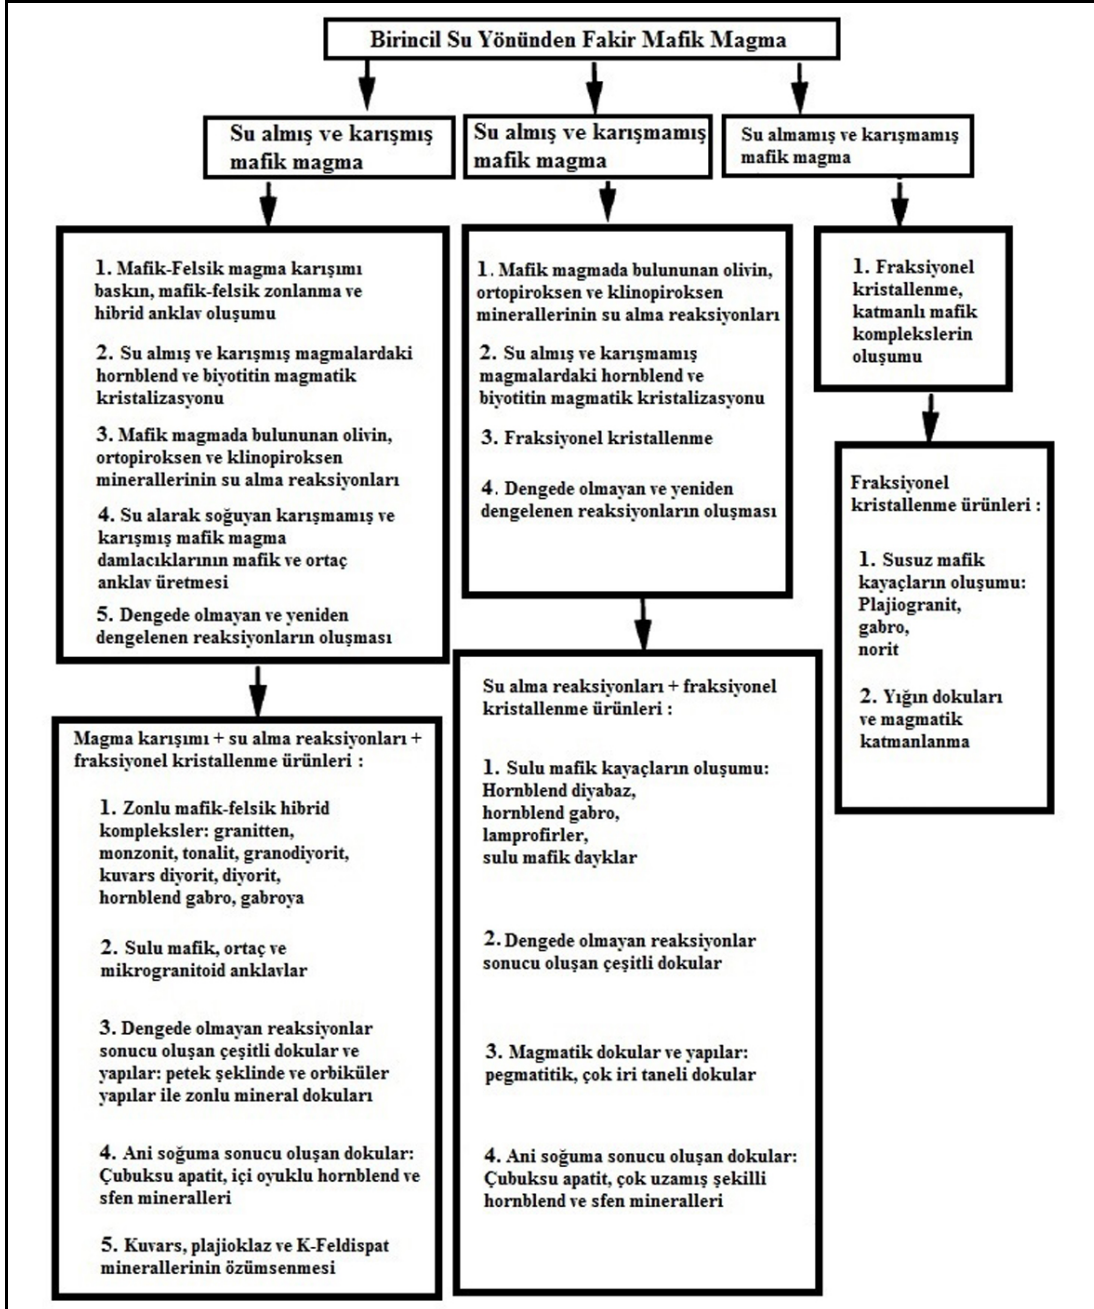 Birincil Su Yönünden Fakir Mafik Magma
Su almış ve karışmış
mafik magma
Su almış ve karışmamış
mafik magma
Su almamış ve karışmamış
mafik magma
1. Mafik-Felsik magma karışımı
baskın, mafik-felsik zonlanma ve
hibrid anklav oluşumu
2. Su almış ve karışmış magmalardaki
hornblend ve biyotitin magmatik
kristalizasyonu
3. Mafik magmada bulununan olivin,
ortopiroksen ve klinopiroksen
minerallerinin su alma reaksiyonları
4. Su alarak soğuyan karışmamış ve
karışmış mafik magma
damlacıklarının mafik ve ortaç
anklav üretmesi
5. Dengede olmayan ve yeniden
dengelenen reaksiyonların oluşması
1. Mafik magmada bulununan olivin,
ortopiroksen ve klinopiroksen
minerallerinin su alma reaksiyonları
2. Su almış ve karışmamış
magmalardaki hornblend ve
biyotitin magmatik kristalizasyonu
3. Fraksiyonel kristallenme
4. Dengede olmayan ve yeniden
dengelenen reaksiyonların oluşması
1. Fraksiyonel
kristallenme,
katmanlı mafik
komplekslerin
oluşumu
Magma karışımı + su alma reaksiyonları +
fraksiyonel kristallenme ürünleri :
1. Zonlu mafik-felsik hibrid
kompleksler: granitten,
monzonit, tonalit, granodiyorit,
kuvars diyorit, diyorit,
hornblend gabro, gabroya
2. Sulu mafik, ortaç ve
mikrogranitoid anklavlar
3. Dengede olmayan reaksiyonlar
sonucu oluşan çeşitli dokular ve
yapılar: petek şeklinde ve orbiküler
yapılar ile zonlu mineral dokuları
4. Ani soğuma sonucu oluşan dokular:
Çubuksu apatit, içi oyuklu hornblend ve
sfen mineralleri
5. Kuvars, plajioklaz ve K-Feldispat
minerallerinin özümsenmesi
Su alma reaksiyonları + fraksiyonel
kristallenme ürünleri :
1. Sulu mafik kayaçların oluşumu:
Hornblend diyabaz,
hornblend gabro,
lamprofirler,
sulu mafik dayklar
2. Dengede olmayan reaksiyonlar
sonucu oluşan çeşitli dokular
3. Magmatik dokular ve yapılar:
pegmatitik, çok iri taneli dokular
4. Ani soğuma sonucu oluşan dokular:
Çubuksu apatit, çok uzamış şekilli
hornblend ve sfen mineralleri
Fraksiyonel
kristallenme ürünleri :
1. Susuz mafik
kayaçların oluşumu:
Plajiogranit,
gabro,
norit
2. Yığın dokuları
ve magmatik
katmanlanma